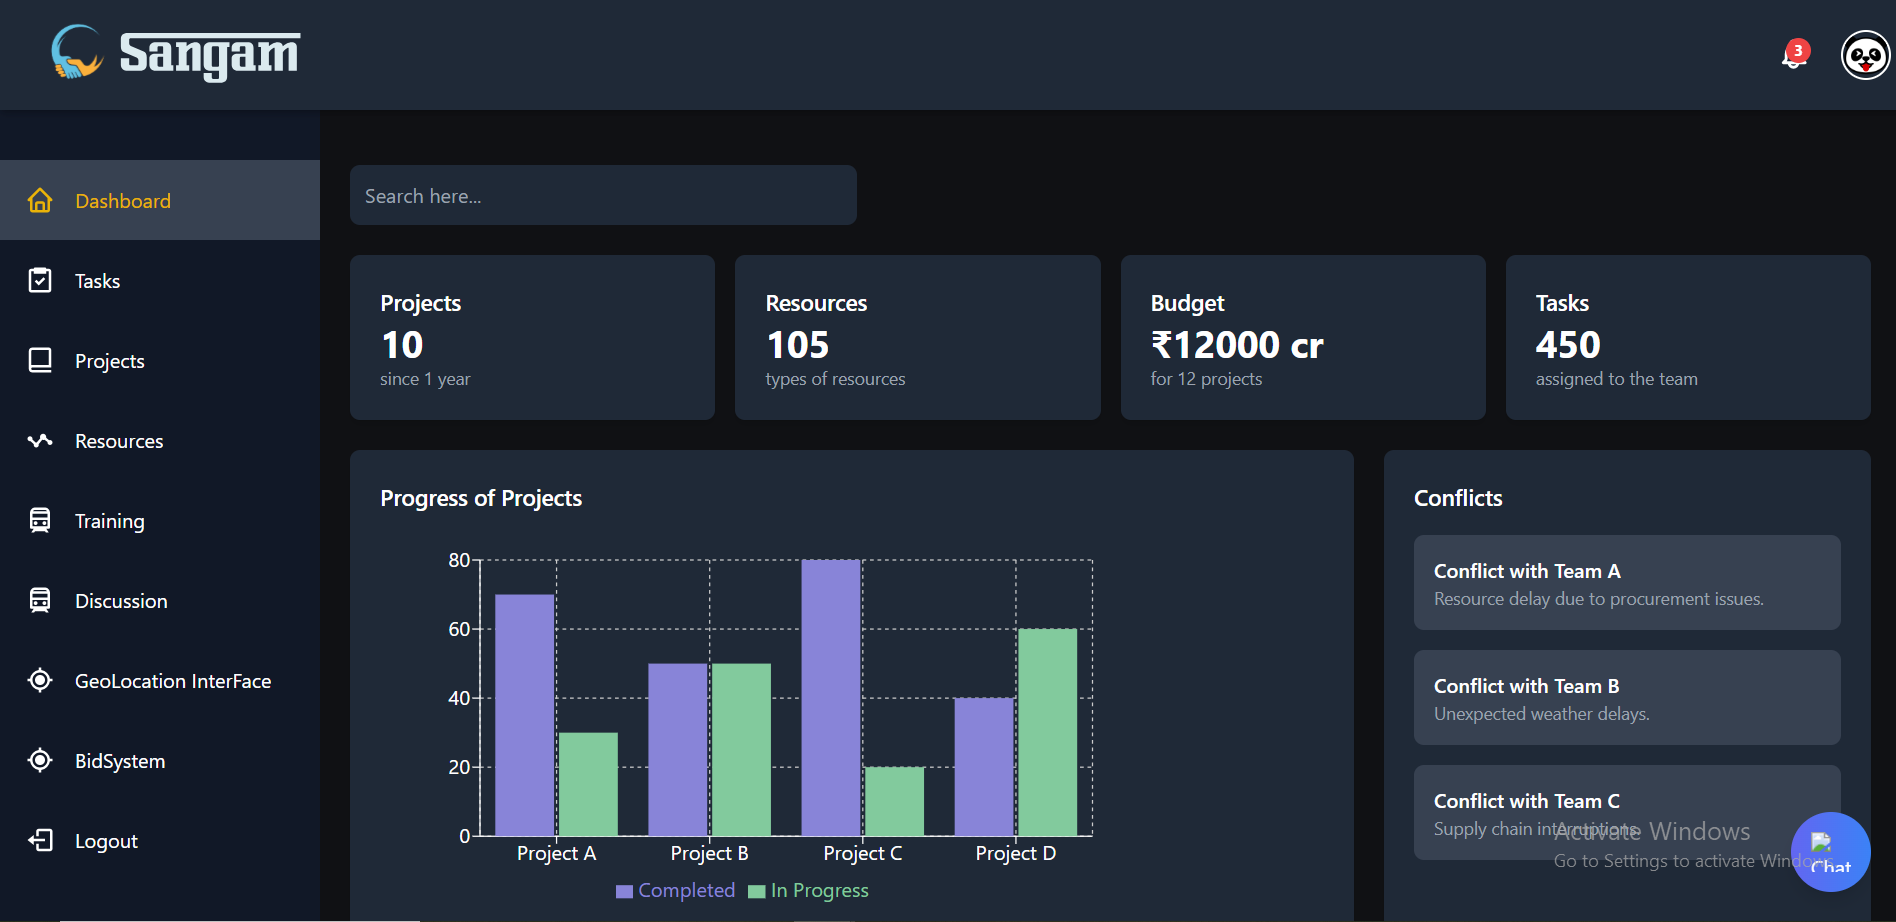 Sangam
3
Dashboard
Tasks
Projects
Resources
Training
Discussion
GeoLocation InterFace
BidSystem
Logout
Search here...
Projects
10
since 1 year
Resources
105
types of resources
Budget
₹12000 cr
for 12 projects
Tasks
450
assigned to the team
Progress of Projects
80
60
40
20
0
Project A Project B Project C Project D
Completed In Progress
Conflicts
Conflict with Team A
Resource delay due to procurement issues.
Conflict with Team B
Unexpected weather delays.
Conflict with Team C
Supply chain interruptions.
Activate Windows
Go to Settings to activate Windows.
Chat